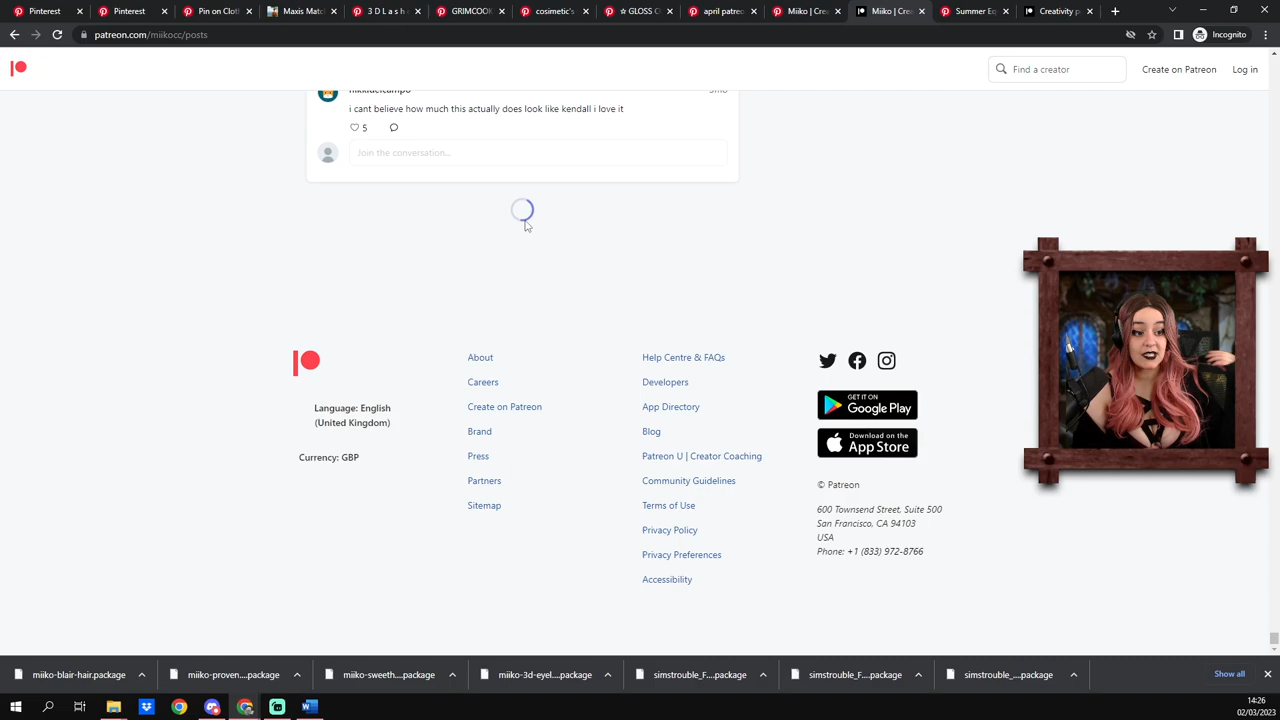 Pinterest
Pinterest
Pin on Cloth
Maxis Match
3 D L a s h e
GRIMCOOK
cosmetic's
☆ GLOSS Cl
april patreo
Miiko | Crea
Miiko | Crea
Summer Eq
Creativity p
patreon.com/miikocc/posts
Incognito
Find a creator
Create on Patreon
Log in
i cant believe how much this actually does look like kendall i love it
5
Join the conversation...
Language: English
(United Kingdom)
Currency: GBP
About
Careers
Create on Patreon
Brand
Press
Partners
Sitemap
Help Centre & FAQs
Developers
App Directory
Blog
Patreon U | Creator Coaching
Community Guidelines
Terms of Use
Privacy Policy
Privacy Preferences
Accessibility
GET IT ON
Google Play
Download on the
App Store
© Patreon
600 Townsend Street, Suite 500
San Francisco, CA 94103
USA
Phone: +1 (833) 972-8766
miiko-blair-hair.package
miiko-proven....package
miiko-sweeth....package
miiko-3d-eyel....package
simstrouble_F....package
simstrouble_F....package
simstrouble_....package
Show all
14:26
02/03/2023